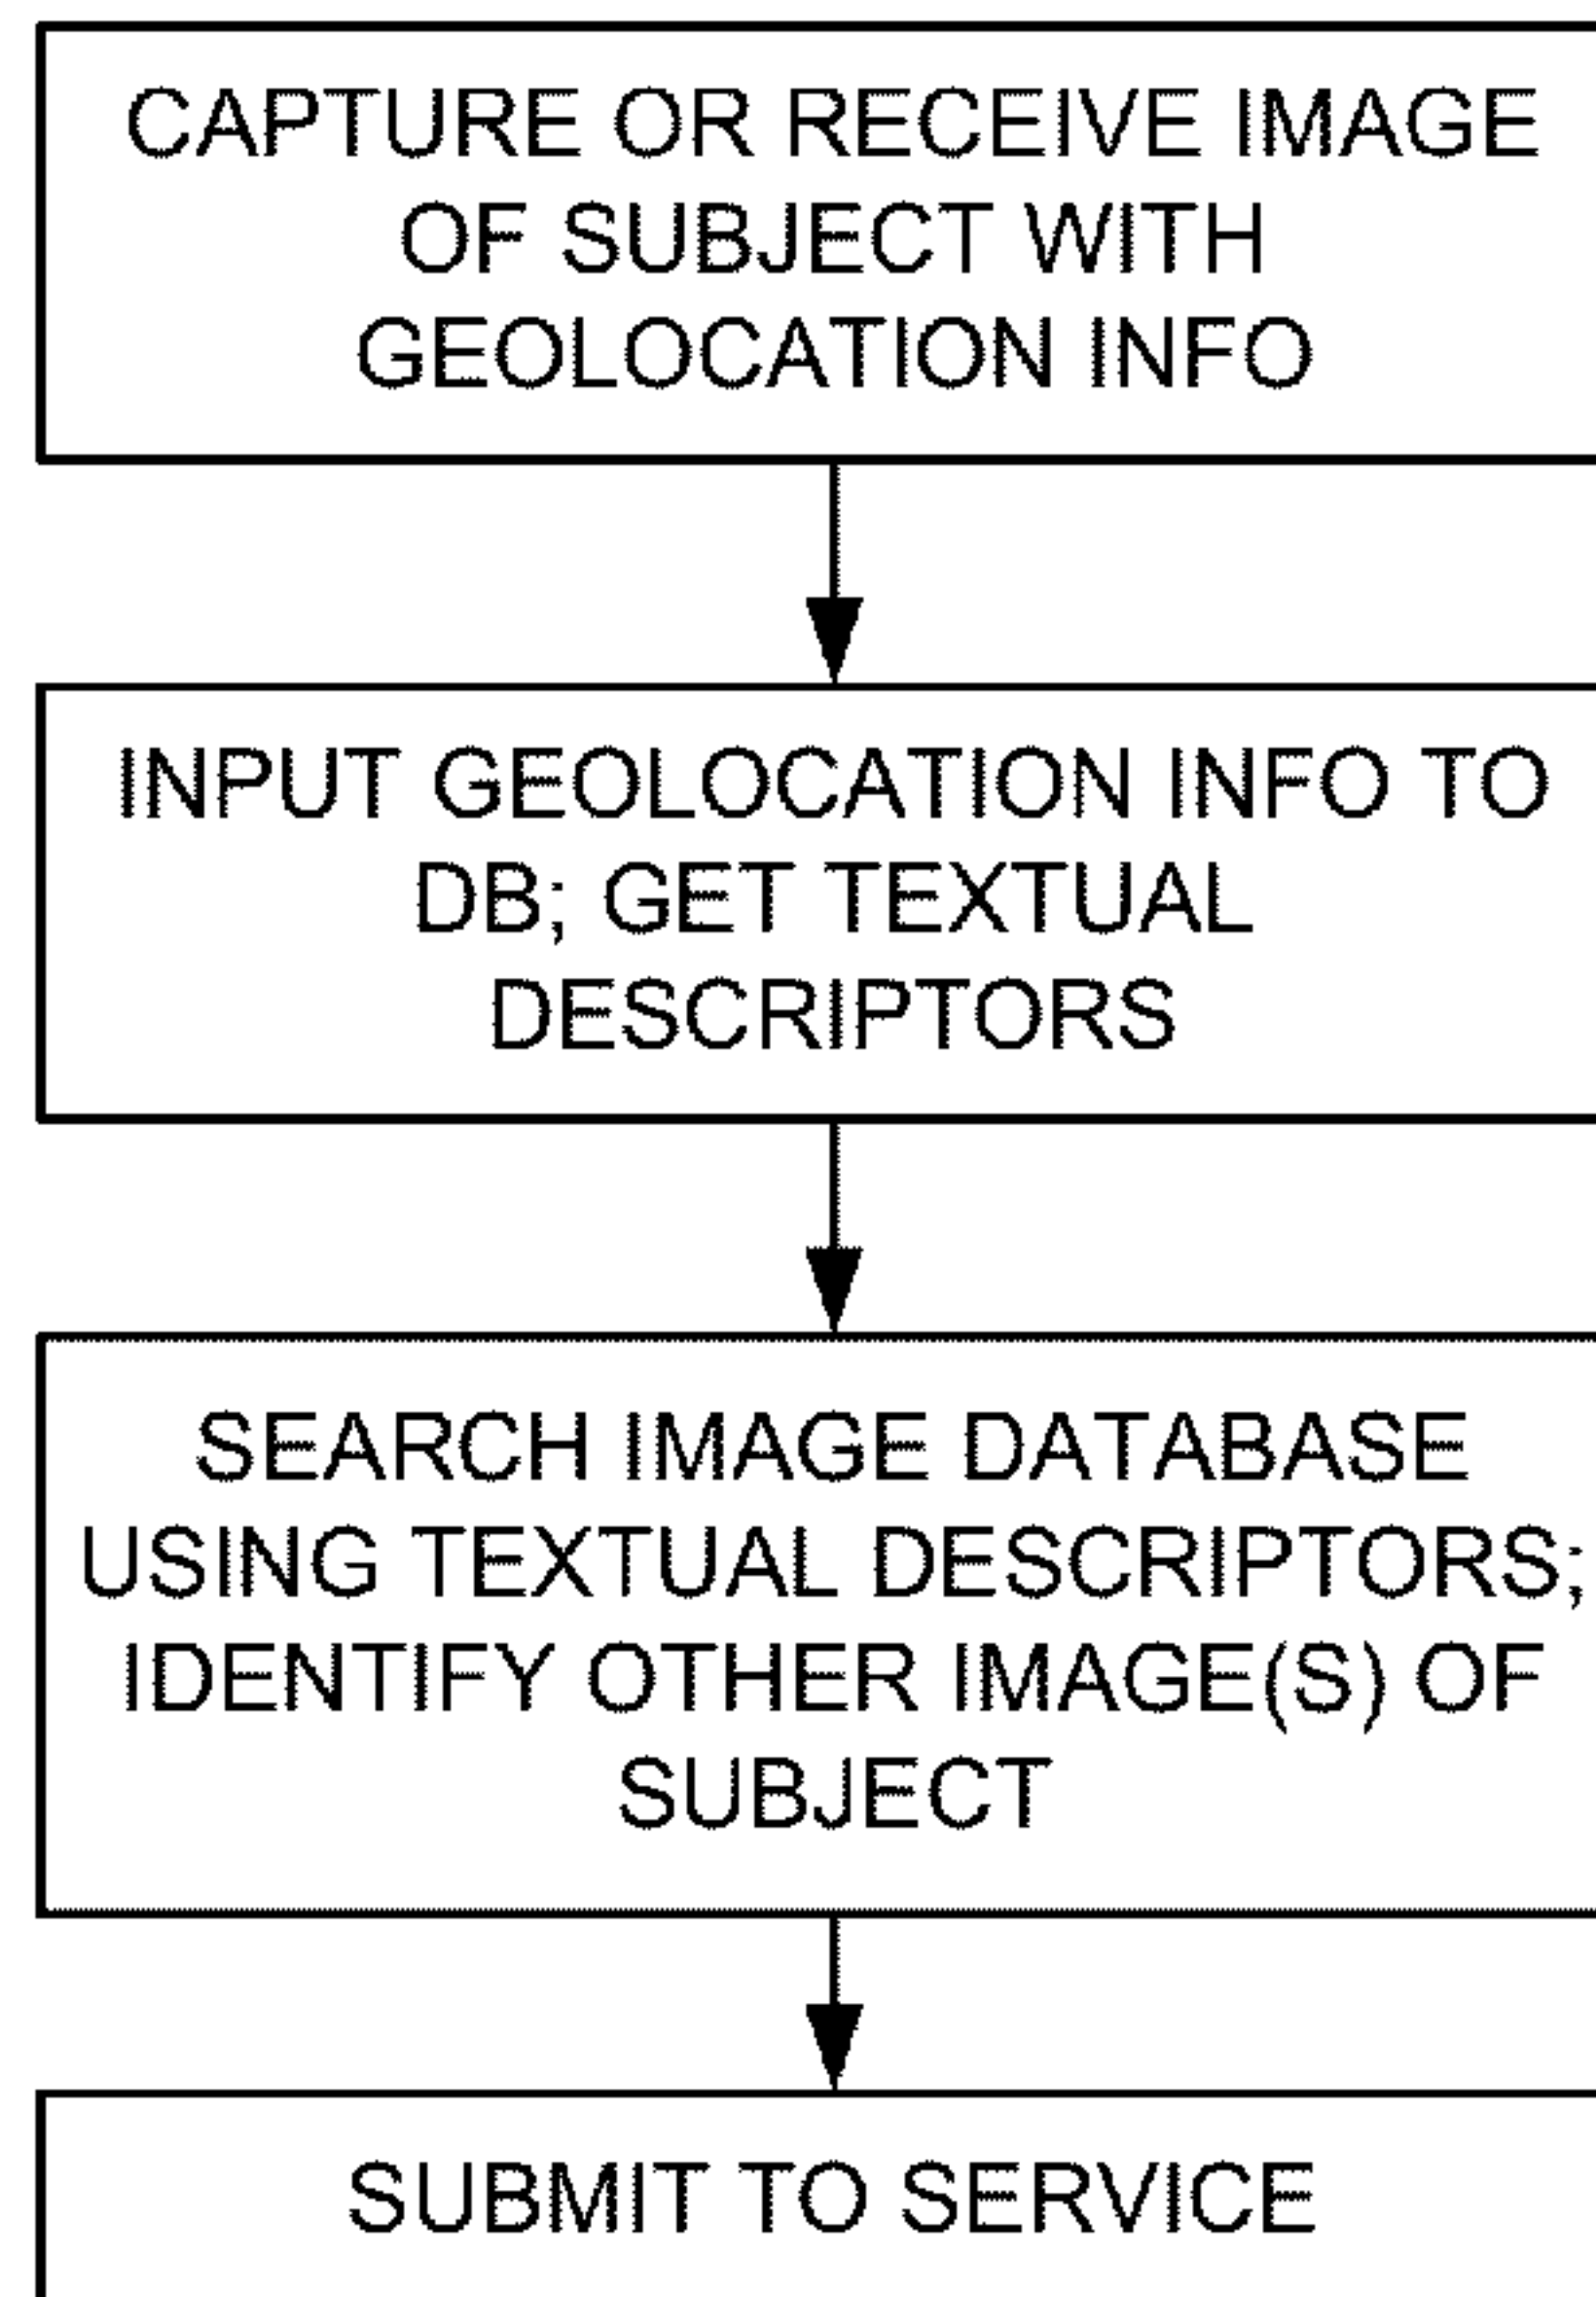 CAPTURE OR RECEIVE IMAGE
OF SUBJECT WITH
GEOLOCATION INFO
INPUT GEOLOCATION INFO TO
DB; GET TEXTUAL
DESCRIPTORS
SEARCH IMAGE DATABASE
USING TEXTUAL DESCRIPTORS;
IDENTIFY OTHER IMAGE(S) OF
SUBJECT
SUBMIT TO SERVICE